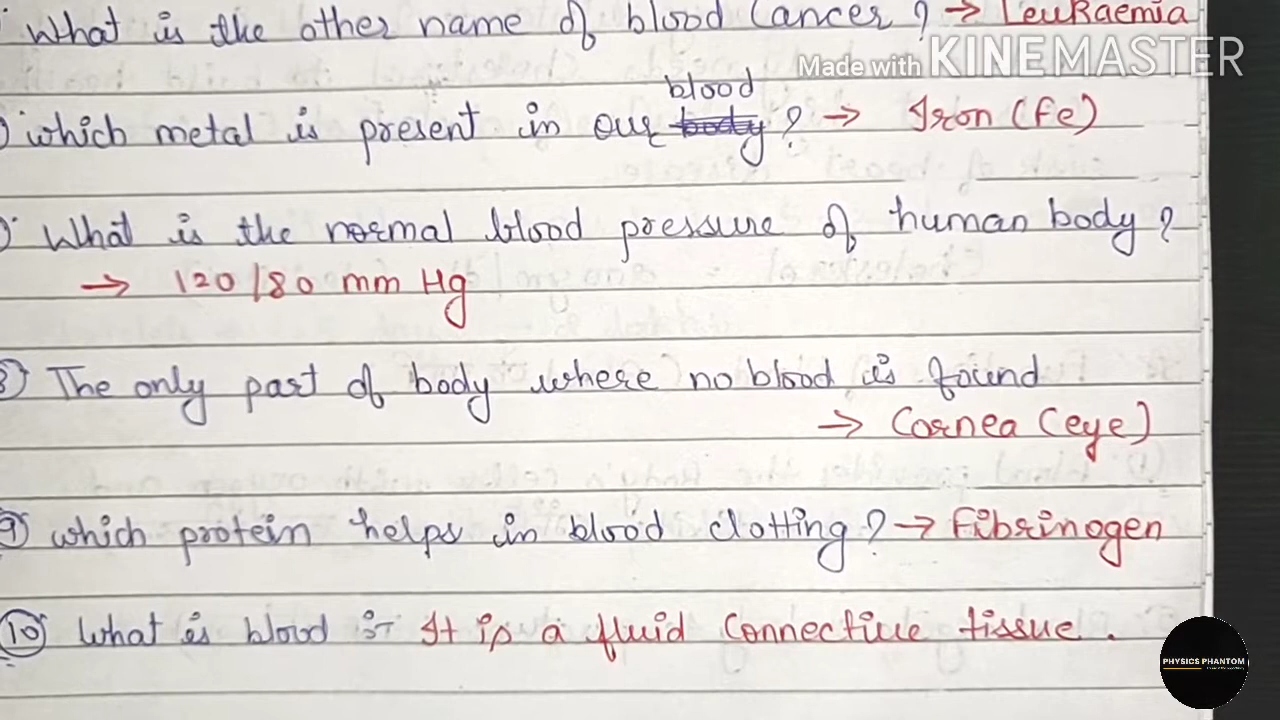 What is the other name of blood Cancer ? → Leukaemia
Made with KINEMASTER
blood
which metal is present in our body ? → Iron (Fe)
What is the normal blood pressure of human body ?
→ 120/80 mm Hg
8) The only part of body where no blood is found
→ Cornea (eye)
9) which protein helps in blood clotting ? → Fibrinogen
10) What is blood :- It is a fluid Connective tissue .
PHYSICS PHANTOM